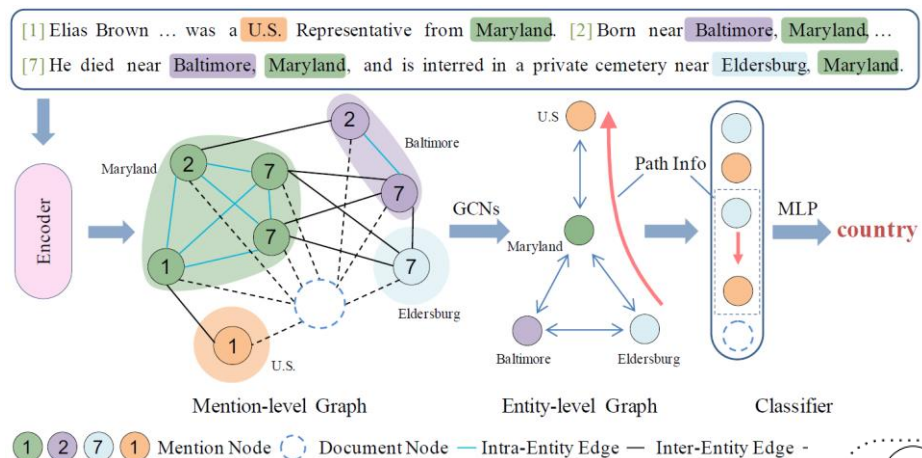 [1] Elias Brown … was a U.S. Representative from Maryland. [2] Born near Baltimore, Maryland, …
[7] He died near Baltimore, Maryland, and is interred in a private cemetery near Eldersburg, Maryland.
Encoder
Maryland
2
7
7
1
2
7
Baltimore
7
Eldersburg
1
U.S.
Mention-level Graph
GCNs
U.S
Maryland
Baltimore
Eldersburg
Path Info
Entity-level Graph
MLP
country
Classifier
1 2 7 1 Mention Node Document Node Intra-Entity Edge Inter-Entity Edge